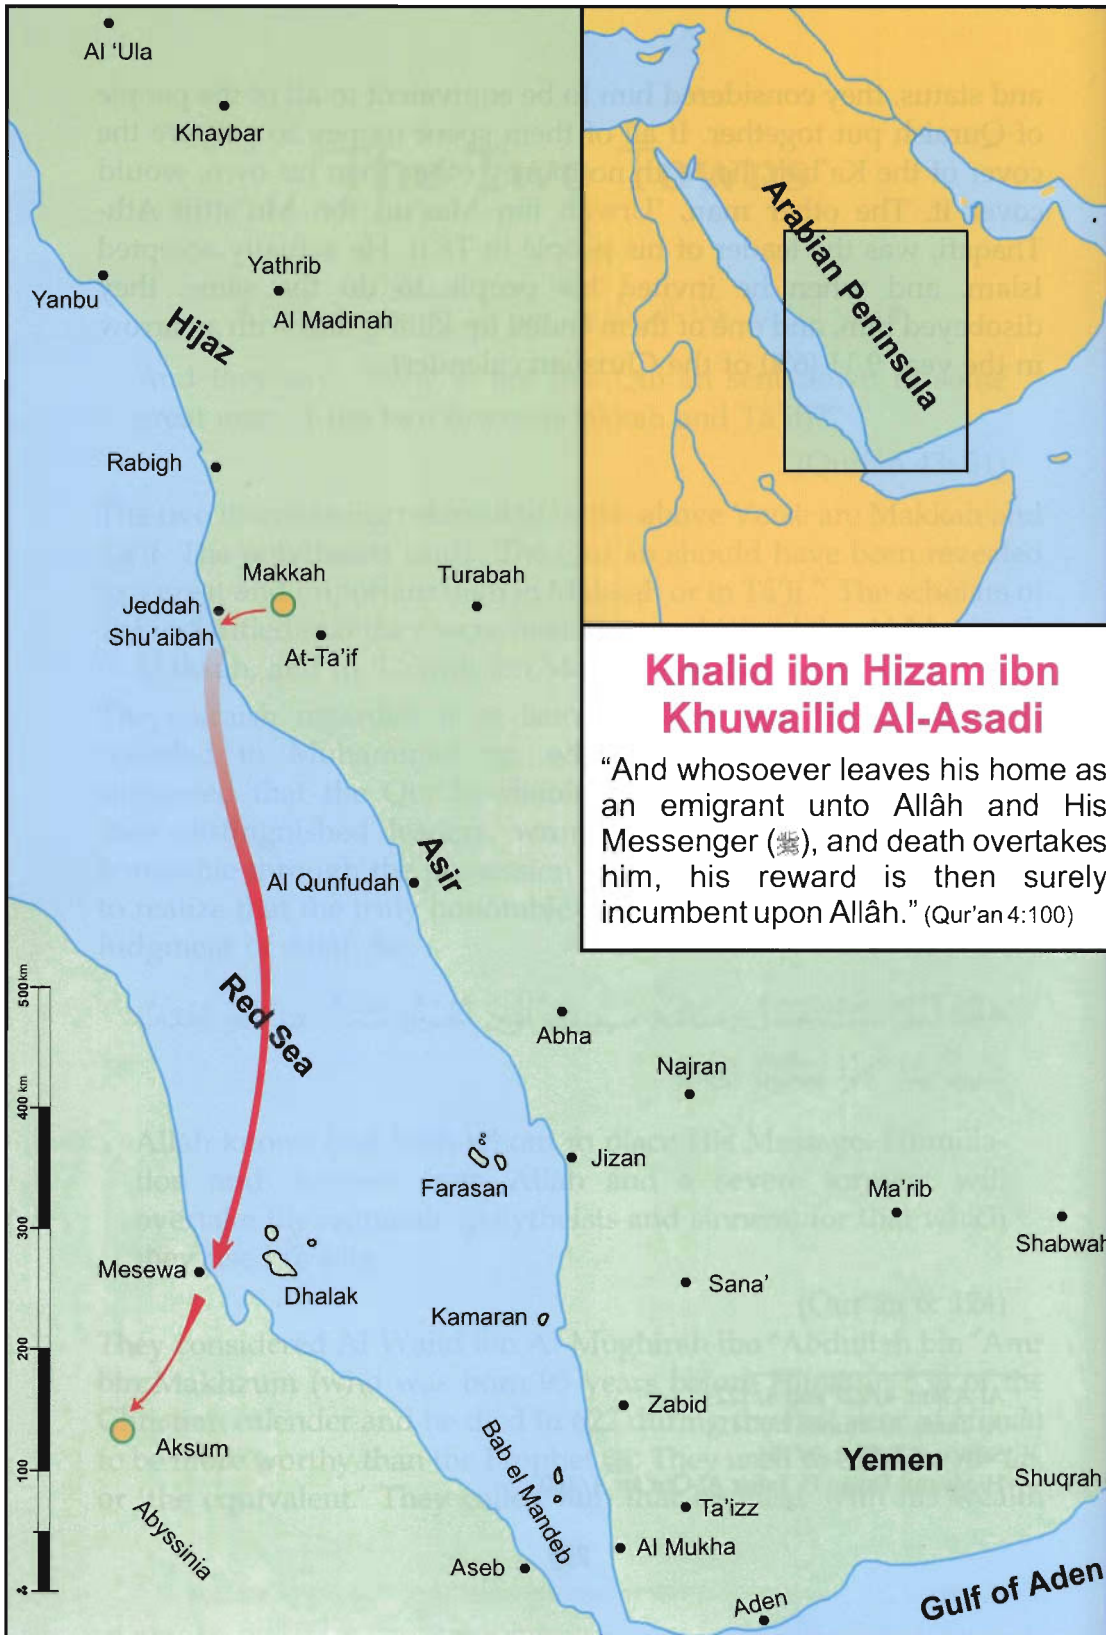 Al 'Ula
Khaybar
Yathrib
Yanbu
Al Madinah
Hijaz
Rabigh
Makkah
Turabah
Jeddah
Shu'aibah
At-Ta'if
Arabian Peninsula
Khalid ibn Hizam ibn
Khuwailid Al-Asadi
“And whosoever leaves his home as
an emigrant unto Allâh and His
Messenger (ﷺ), and death overtakes
him, his reward is then surely
incumbent upon Allâh.” (Qur'an 4:100)
Asir
Al Qunfudah
Red Sea
500 km
Abha
Najran
400 km
Jizan
Farasan
Ma'rib
300
Shabwah
Mesewa
Dhalak
Sana'
Kamaran
200
Zabid
Aksum
Yemen
Bab el Mandeb
100
Shuqrah
Abyssinia
Ta'izz
Al Mukha
Aseb
Gulf of Aden
Aden